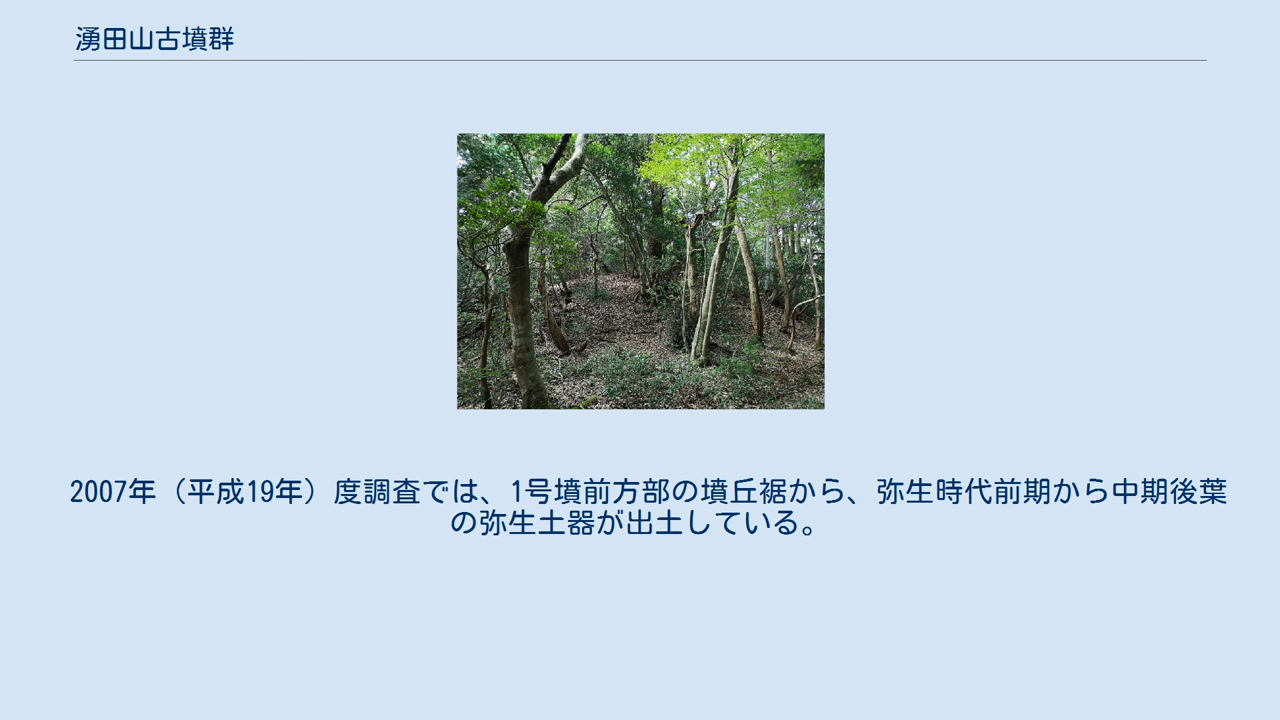 湧田山古墳群
2007年（平成19年）度調査では、1号墳前方部の墳丘裾から、弥生時代前期から中期後葉
の弥生土器が出土している。